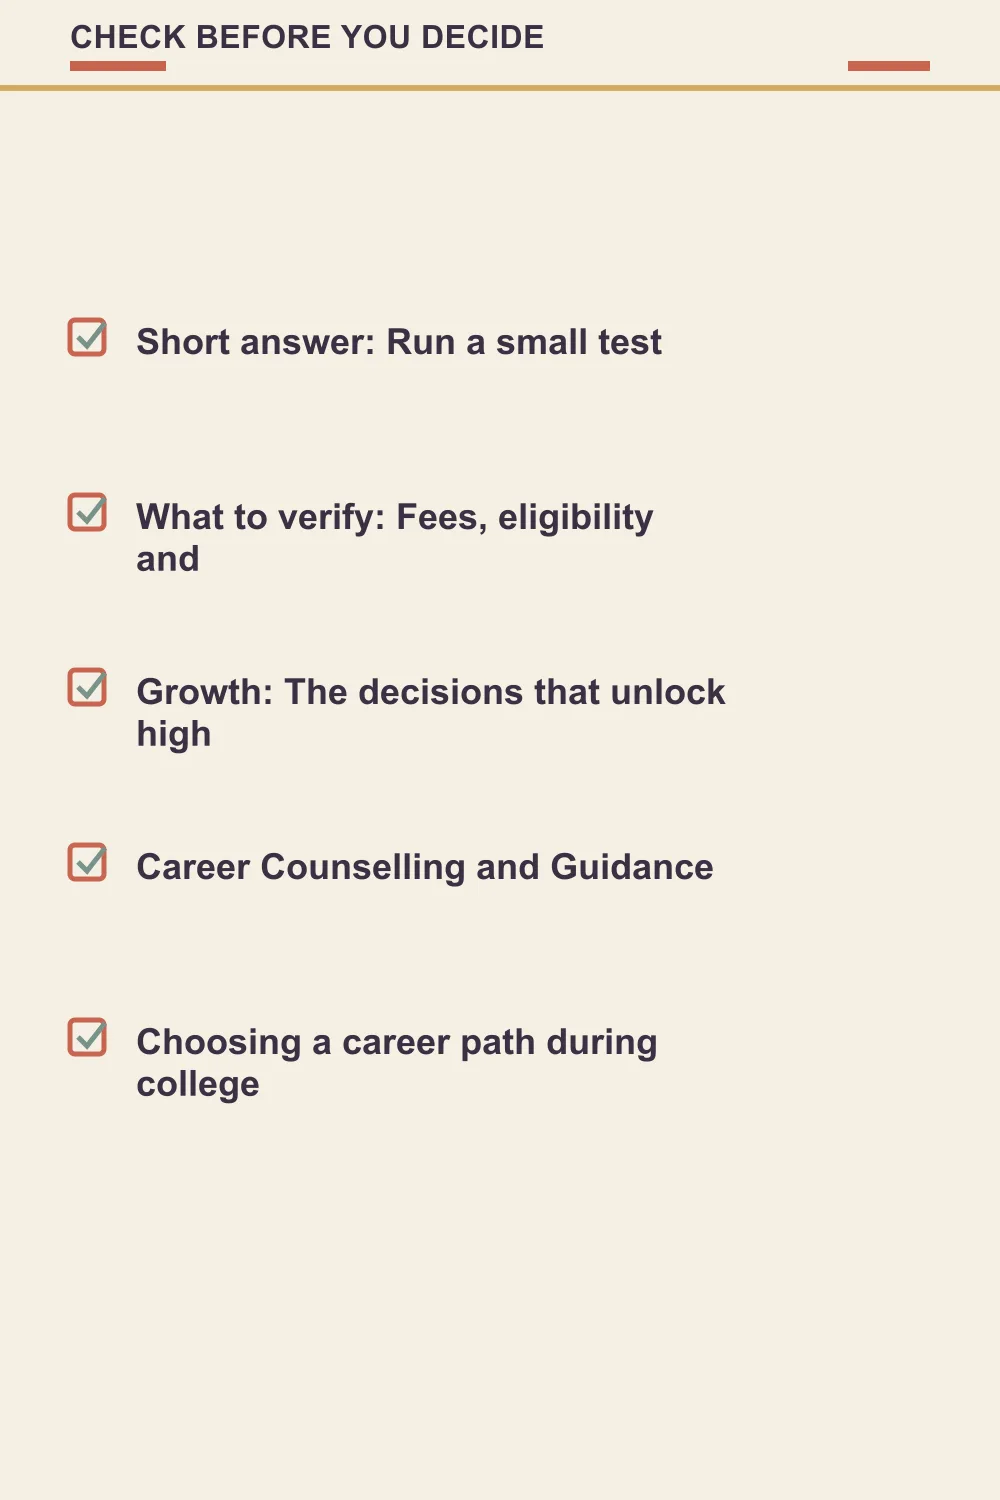 CHECK BEFORE YOU DECIDE
Short answer: Run a small test
What to verify: Fees, eligibility
and
Growth: The decisions that unlock
high
Career Counselling and Guidance
Choosing a career path during
college